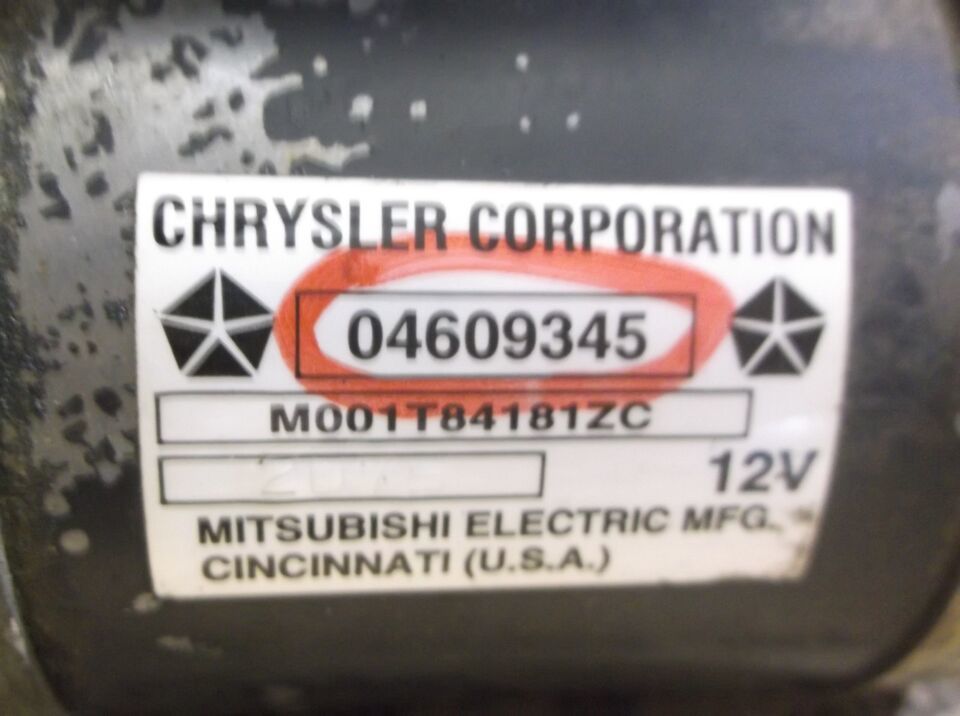 CHRYSLER CORPORATION
04609345
M001T84181ZC
12V
MITSUBISHI ELECTRIC MFG.
CINCINNATI (U.S.A.)